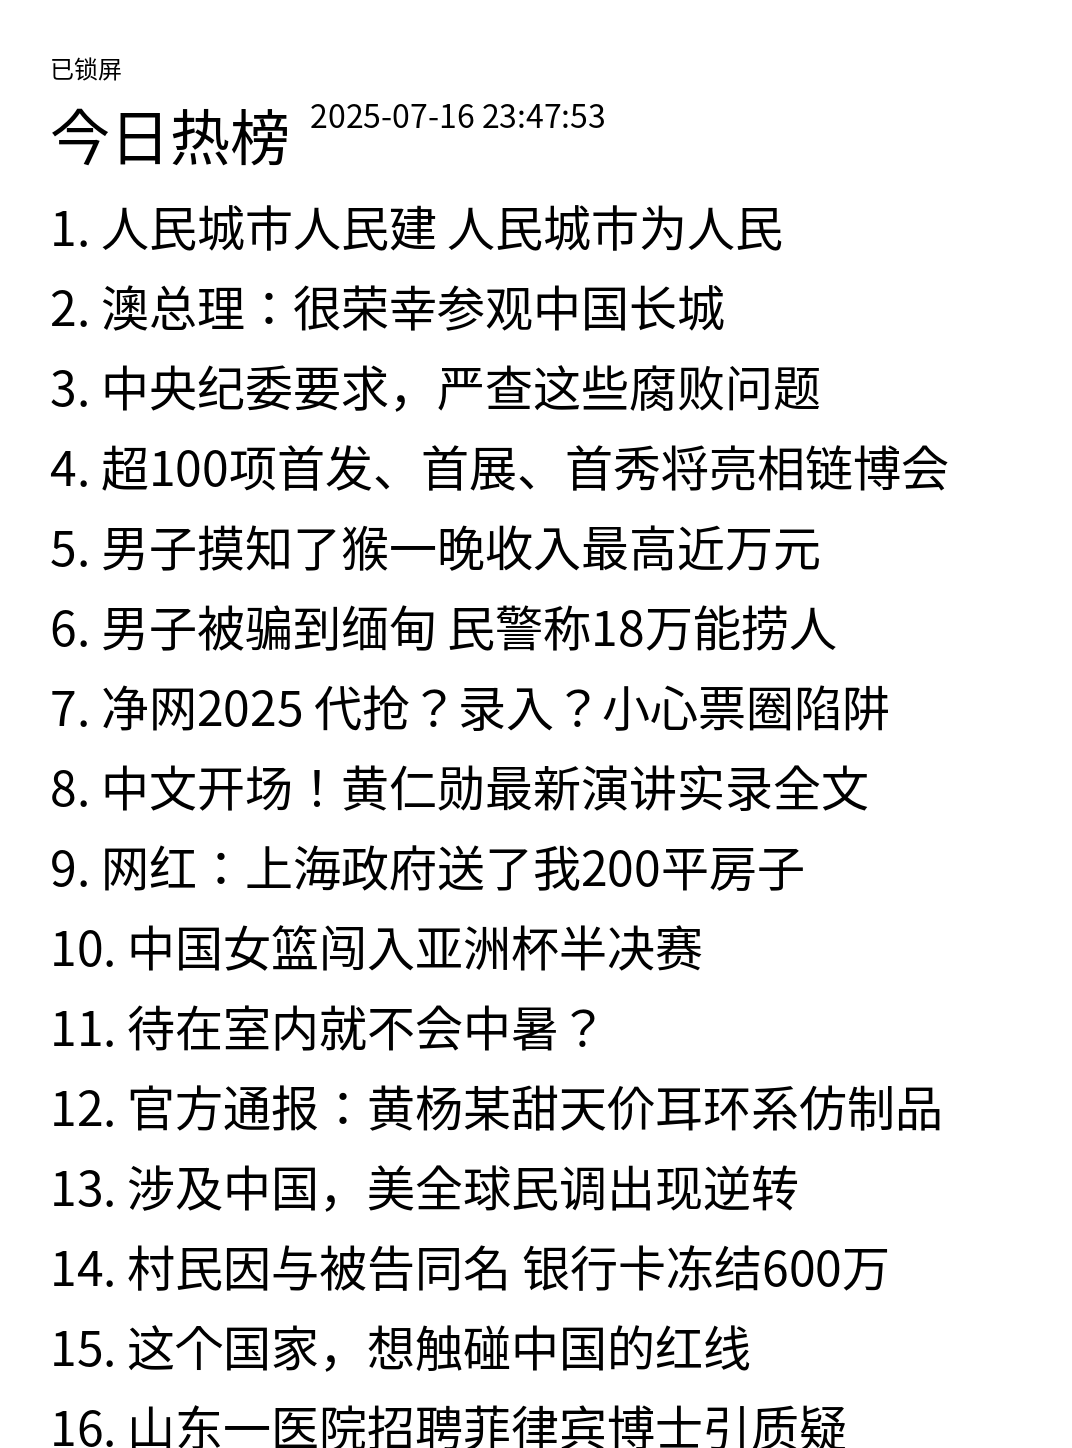 已锁屏
今日热榜 2025-07-16 23:47:53
1. 人民城市人民建 人民城市为人民
2. 澳总理：很荣幸参观中国长城
3. 中央纪委要求，严查这些腐败问题
4. 超100项首发、首展、首秀将亮相链博会
5. 男子摸知了猴一晚收入最高近万元
6. 男子被骗到缅甸 民警称18万能捞人
7. 净网2025 代抢？录入？小心票圈陷阱
8. 中文开场！黄仁勋最新演讲实录全文
9. 网红：上海政府送了我200平房子
10. 中国女篮闯入亚洲杯半决赛
11. 待在室内就不会中暑？
12. 官方通报：黄杨某甜天价耳环系仿制品
13. 涉及中国，美全球民调出现逆转
14. 村民因与被告同名 银行卡冻结600万
15. 这个国家，想触碰中国的红线
16. 山东一医院招聘菲律宾博士引质疑